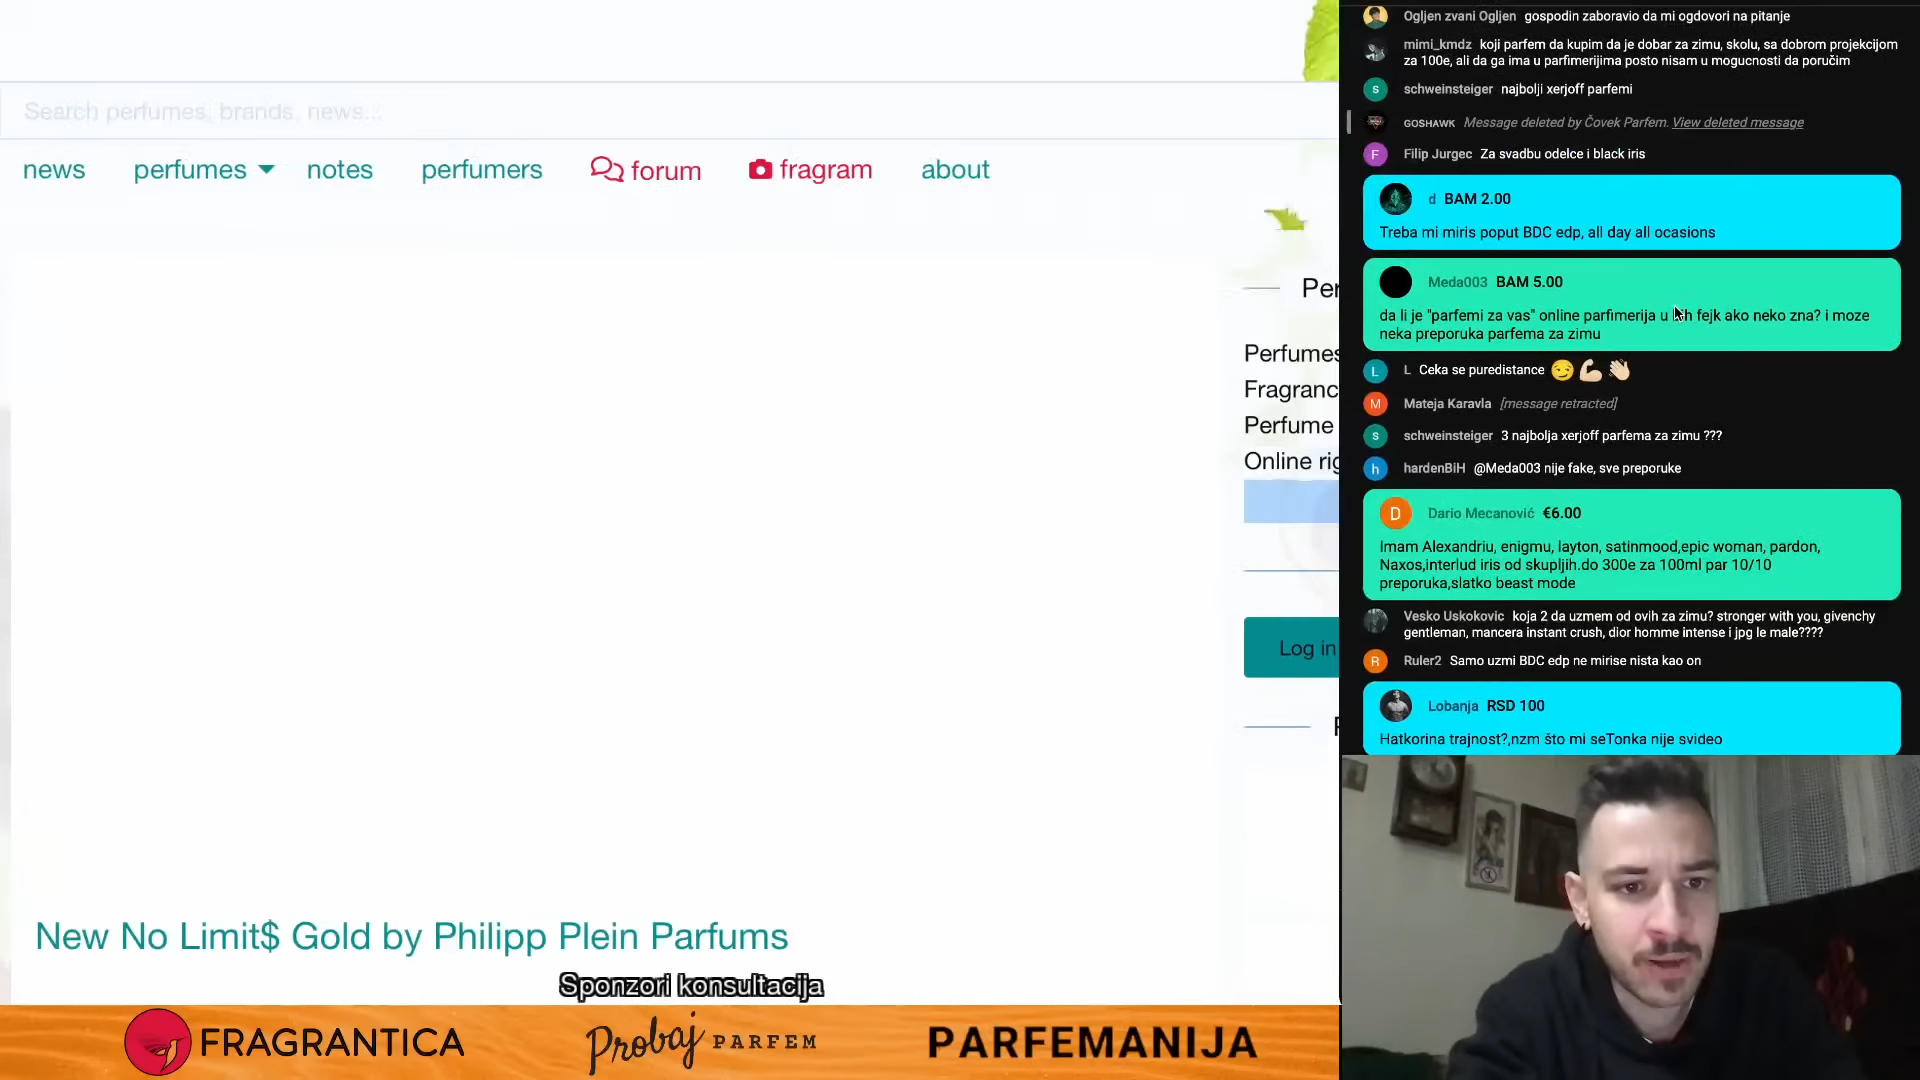 Search perfumes, brands, news...
news perfumes notes perfumers forum fragram about
Per
Perfumes
Fragranc
Perfume
Online rig
Log in
New No Limit$ Gold by Philipp Plein Parfums
Sponzori konsultacija
FRAGRANTICA Probaj PARFEM PARFEMANIJA
Ogljen zvani Ogljen gospodin zaboravio da mi ogdovori na pitanje
mimi_kmdz koji parfem da kupim da je dobar za zimu, skolu, sa dobrom projekcijom
za 100e, ali da ga ima u parfimerijima posto nisam u mogucnosti da poručim
s schweinsteiger najbolji xerjoff parfemi
GOSHAWK Message deleted by Čovek Parfem. View deleted message
F Filip Jurgec Za svadbu odelce i black iris
d BAM 2.00
Treba mi miris poput BDC edp, all day all ocasions
Meda003 BAM 5.00
da li je "parfemi za vas" online parfimerija u fejk ako neko zna? i moze
neka preporuka parfema za zimu
L L Ceka se puredistance 😏💪🏻👏🏻
M Mateja Karavla [message retracted]
s schweinsteiger 3 najbolja xerjoff parfema za zimu ???
h hardenBiH @Meda003 nije fake, sve preporuke
D Dario Mecanović €6.00
Imam Alexandriu, enigmu, layton, satinmood,epic woman, pardon,
Naxos,interlud iris od skupljih.do 300e za 100ml par 10/10
preporuka,slatko beast mode
Vesko Uskokovic koja 2 da uzmem od ovih za zimu? stronger with you, givenchy
gentleman, mancera instant crush, dior homme intense i jpg le male????
R Ruler2 Samo uzmi BDC edp ne mirise nista kao on
Lobanja RSD 100
Hatkorina trajnost?,nzm što mi seTonka nije svideo